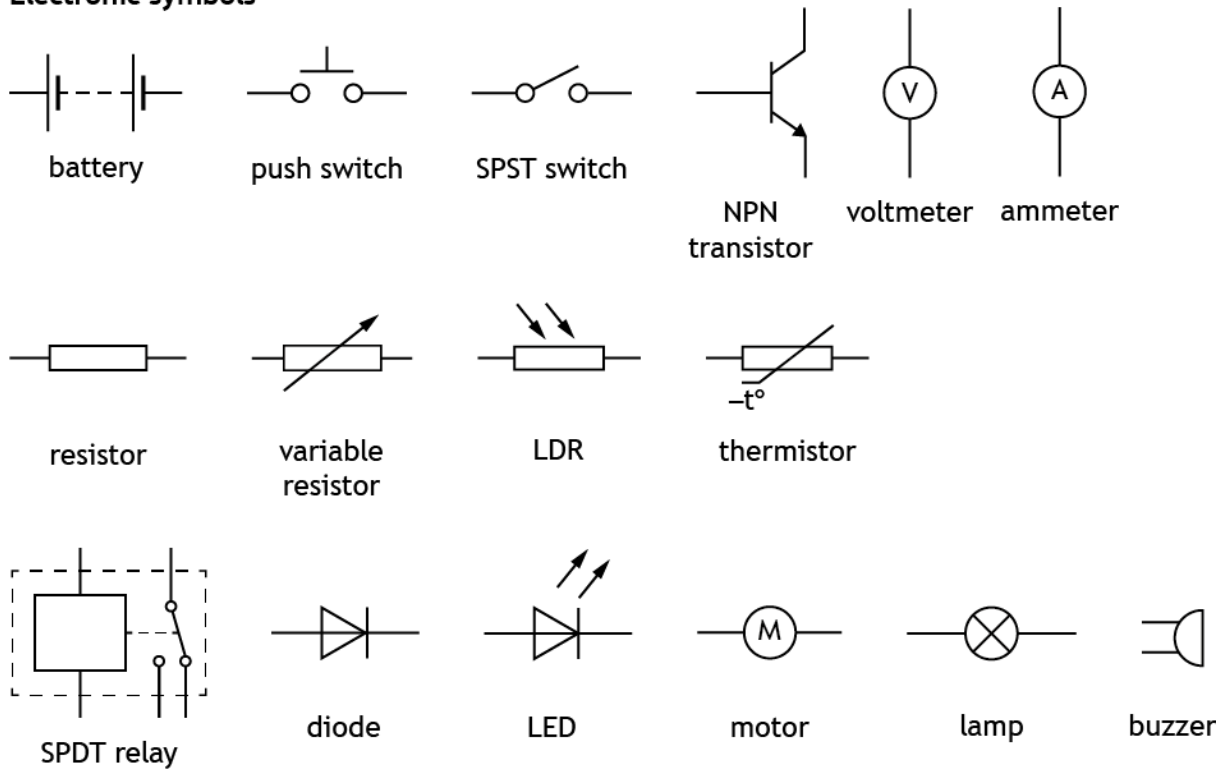 Electronic symbols
battery
push switch
SPST switch
NPN
transistor
V
voltmeter
A
ammeter
resistor
variable
resistor
LDR
–t°
thermistor
SPDT relay
diode
LED
M
motor
lamp
buzzer